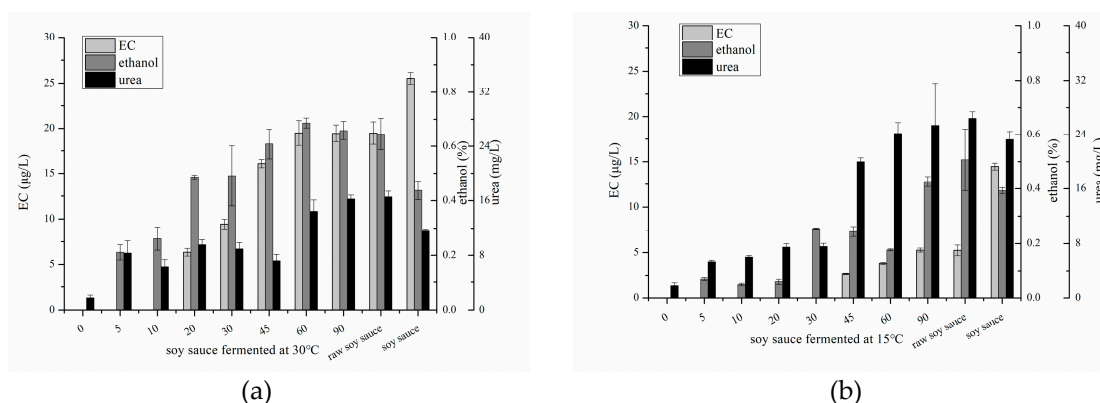 30
25
20
15
10
5
0
EC (μg/L)
EC
ethanol
urea
1.0
0.8
0.6
0.4
0.2
0.0
ethanol (%)
40
32
24
16
8
0
urea (mg/L)
0 5 10 20 30 45 60 90 raw soy sauce soy sauce
soy sauce fermented at 30℃
(a)
30
25
20
15
10
5
0
EC (μg/L)
EC
ethanol
urea
1.0
0.8
0.6
0.4
0.2
0.0
ethanol (%)
40
32
24
16
8
0
urea (mg/L)
0 5 10 20 30 45 60 90 raw soy sauce soy sauce
soy sauce fermented at 15℃
(b)